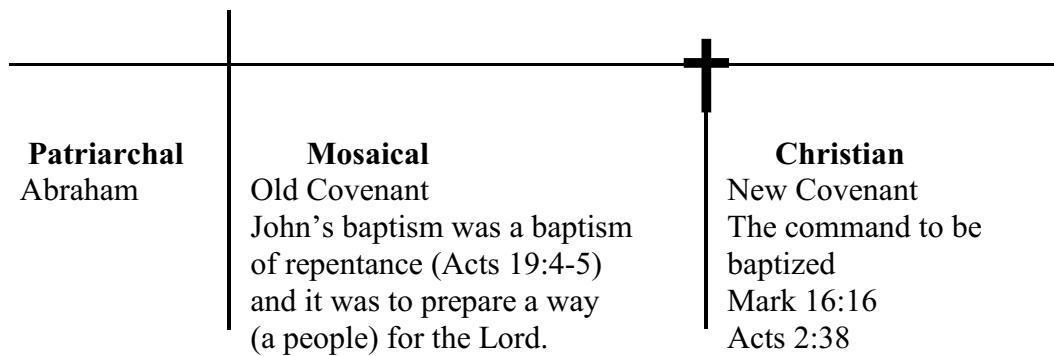 Patriarchal
Abraham
Mosaical
Old Covenant
John’s baptism was a baptism
of repentance (Acts 19:4-5)
and it was to prepare a way
(a people) for the Lord.
Christian
New Covenant
The command to be
baptized
Mark 16:16
Acts 2:38